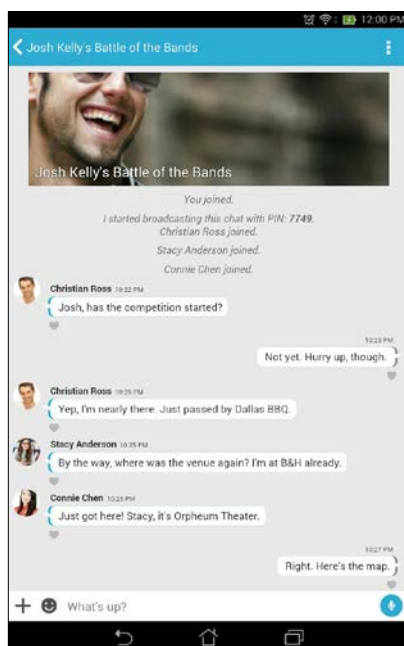 12:00 PM
Josh Kelly's Battle of the Bands
Josh Kelly's Battle of the Bands
You joined.
I started broadcasting this chat with PIN: 7749.
Christian Ross joined.
Stacy Anderson joined.
Connie Chen joined.
Christian Ross 10:22 PM
Josh, has the competition started?
10:23 PM
Not yet. Hurry up, though.
Christian Ross 10:25 PM
Yep, I'm nearly there. Just passed by Dallas BBQ.
Stacy Anderson 10:25 PM
By the way, where was the venue again? I'm at B&H already.
Connie Chen 10:25 PM
Just got here! Stacy, it's Orpheum Theater.
10:27 PM
Right. Here's the map.
What's up?